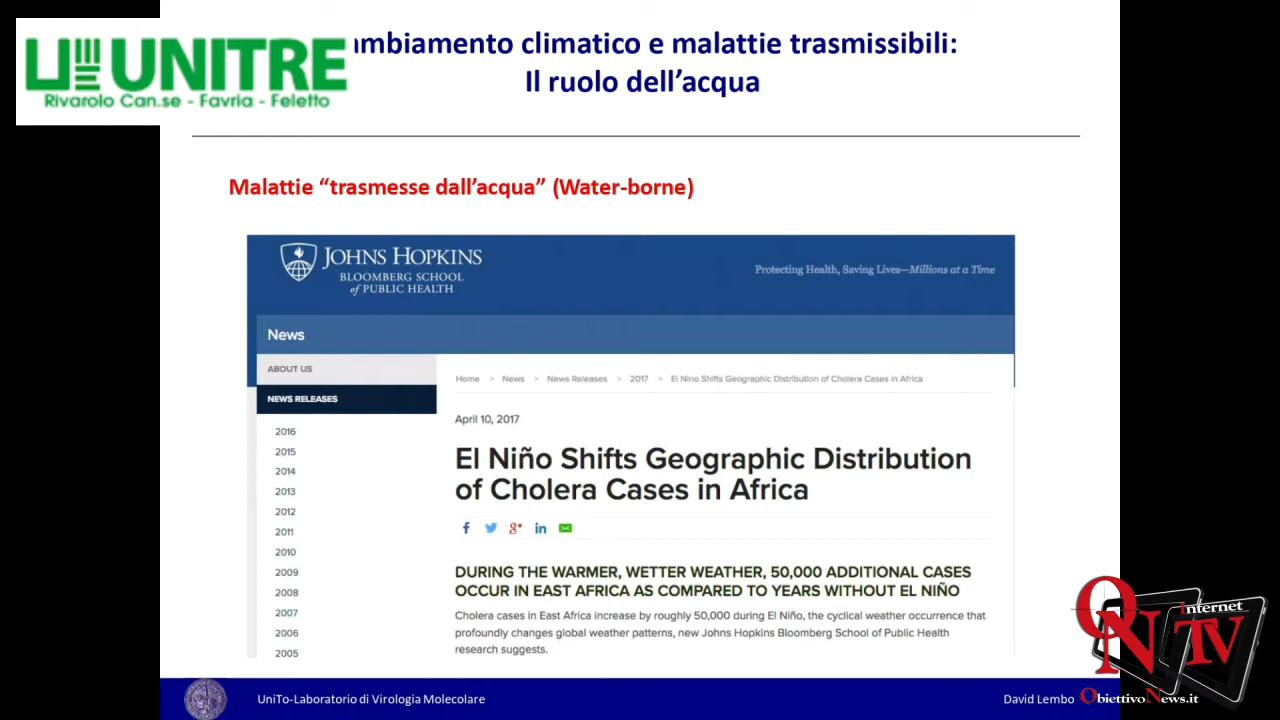 UNITRE
Rivarolo Can.se - Favria - Feletto
ambiamento climatico e malattie trasmissibili:
Il ruolo dell’acqua
Malattie “trasmesse dall’acqua” (Water-borne)
JOHNS HOPKINS
BLOOMBERG SCHOOL
of PUBLIC HEALTH
Protecting Health, Saving Lives—Millions at a Time
News
ABOUT US
NEWS RELEASES
2016
2015
2014
2013
2012
2011
2010
2009
2008
2007
2006
2005
Home > News > News Releases > 2017 > El Nino Shifts Geographic Distribution of Cholera Cases in Africa
April 10, 2017
El Niño Shifts Geographic Distribution
of Cholera Cases in Africa
DURING THE WARMER, WETTER WEATHER, 50,000 ADDITIONAL CASES
OCCUR IN EAST AFRICA AS COMPARED TO YEARS WITHOUT EL NIÑO
Cholera cases in East Africa increase by roughly 50,000 during El Niño, the cyclical weather occurrence that
profoundly changes global weather patterns, new Johns Hopkins Bloomberg School of Public Health
research suggests.
UniTo-Laboratorio di Virologia Molecolare
David Lembo
ON
Internet
TV
ObiettivoNews.it